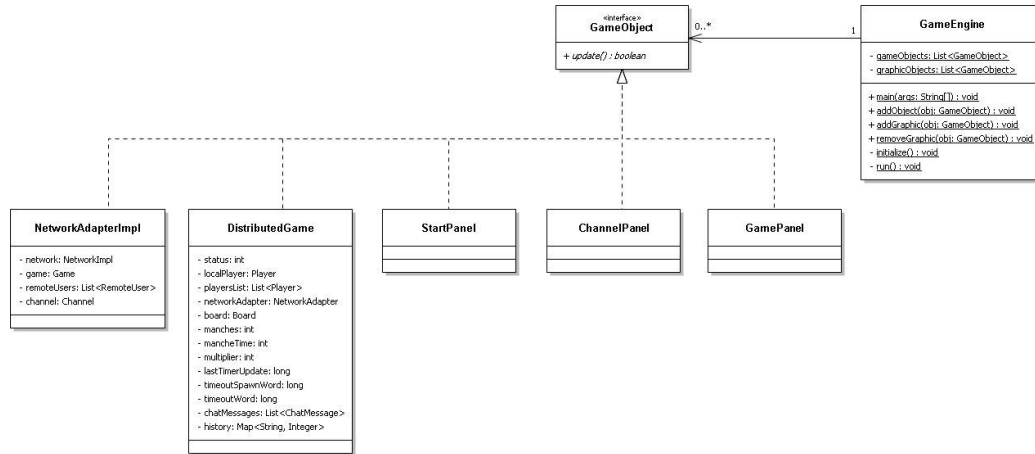 «interface»
GameObject
+ update() : boolean
0..*
1
GameEngine
- gameObjects: List<GameObject>
- graphicObjects: List<GameObject>
+ main(args: String[]) : void
+ addObject(obj: GameObject) : void
+ addGraphic(obj: GameObject) : void
+ removeGraphic(obj: GameObject) : void
- initialize() : void
- run() : void
NetworkAdapterImpl
- network: NetworkImpl
- game: Game
- remoteUsers: List<RemoteUser>
- channel: Channel
DistributedGame
- status: int
- localPlayer: Player
- playersList: List<Player>
- networkAdapter: NetworkAdapter
- board: Board
- manches: int
- mancheTime: int
- multiplier: int
- lastTimerUpdate: long
- timeoutSpawnWord: long
- timeoutWord: long
- chatMessages: List<ChatMessage>
- history: Map<String, Integer>
StartPanel
ChannelPanel
GamePanel